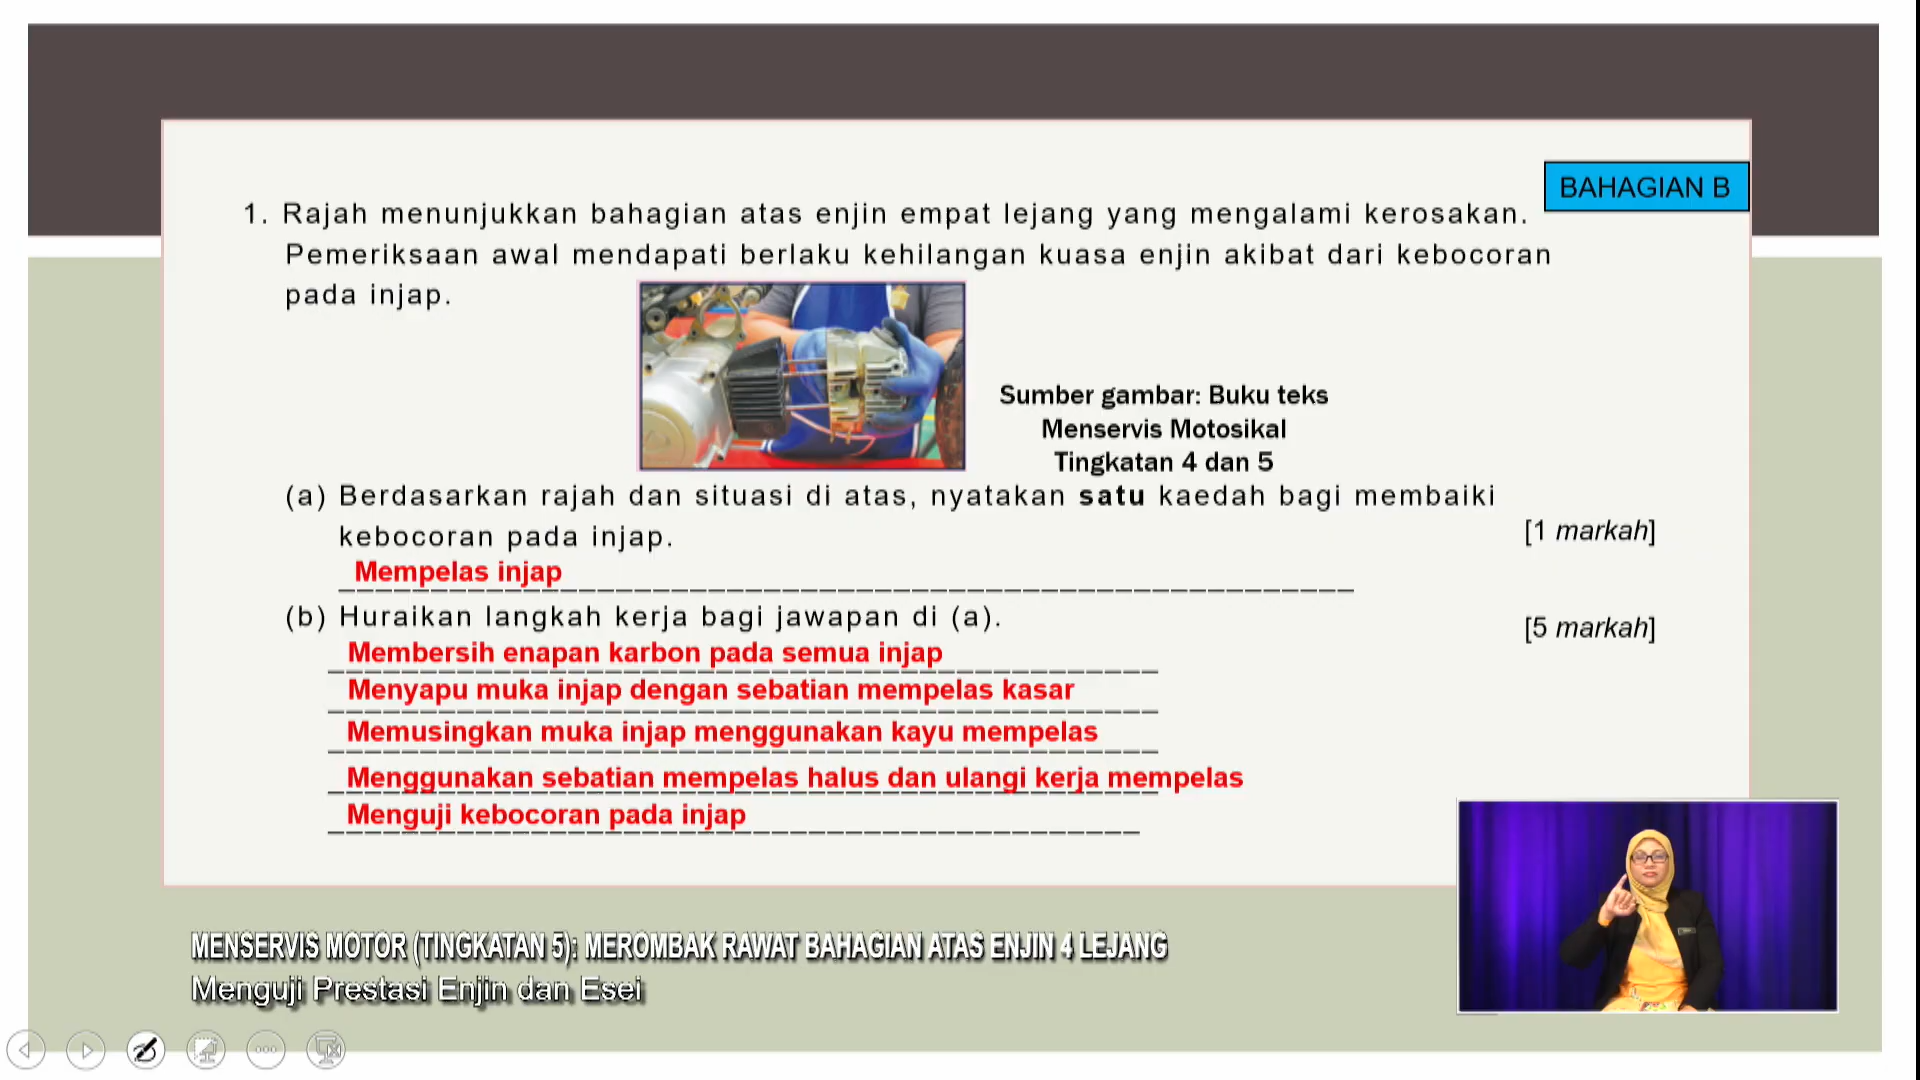 BAHAGIAN B
1. Rajah menunjukkan bahagian atas enjin empat lejang yang mengalami kerosakan.
Pemeriksaan awal mendapati berlaku kehilangan kuasa enjin akibat dari kebocoran
pada injap.
Sumber gambar: Buku teks
Menservis Motosikal
Tingkatan 4 dan 5
(a) Berdasarkan rajah dan situasi di atas, nyatakan satu kaedah bagi membaiki
kebocoran pada injap.
[1 markah]
Mempelas injap
(b) Huraikan langkah kerja bagi jawapan di (a).
[5 markah]
Membersih enapan karbon pada semua injap
Menyapu muka injap dengan sebatian mempelas kasar
Memusingkan muka injap menggunakan kayu mempelas
Menggunakan sebatian mempelas halus dan ulangi kerja mempelas
Menguji kebocoran pada injap
MENSERVIS MOTOR (TINGKATAN 5): MEROMBAK RAWAT BAHAGIAN ATAS ENJIN 4 LEJANG
Menguji Prestasi Enjin dan Esei